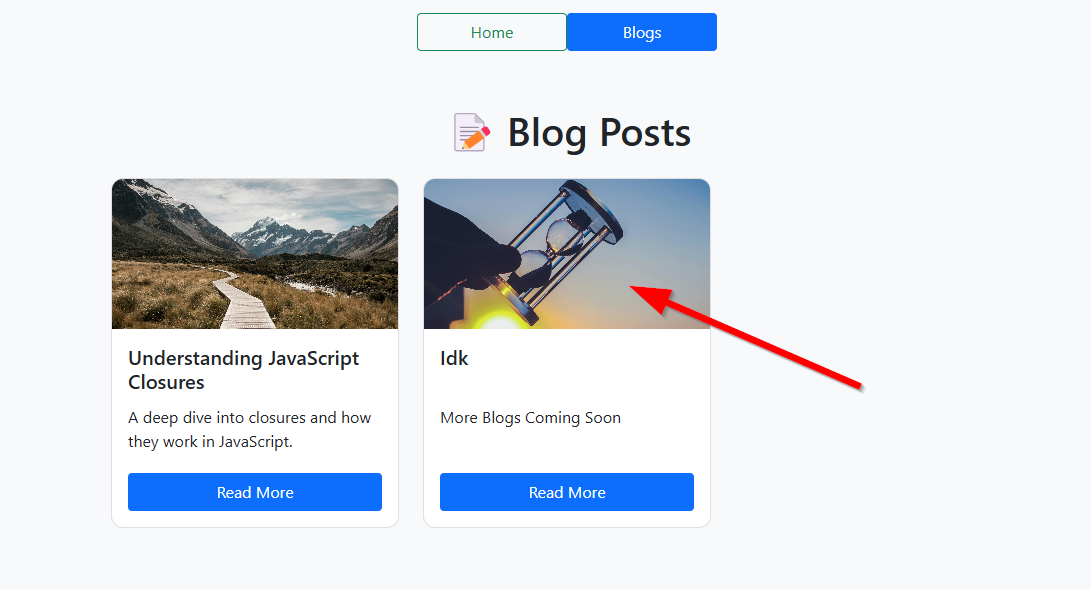 Home
Blogs
Blog Posts
Understanding JavaScript
Closures
A deep dive into closures and how
they work in JavaScript.
Read More
Idk
More Blogs Coming Soon
Read More